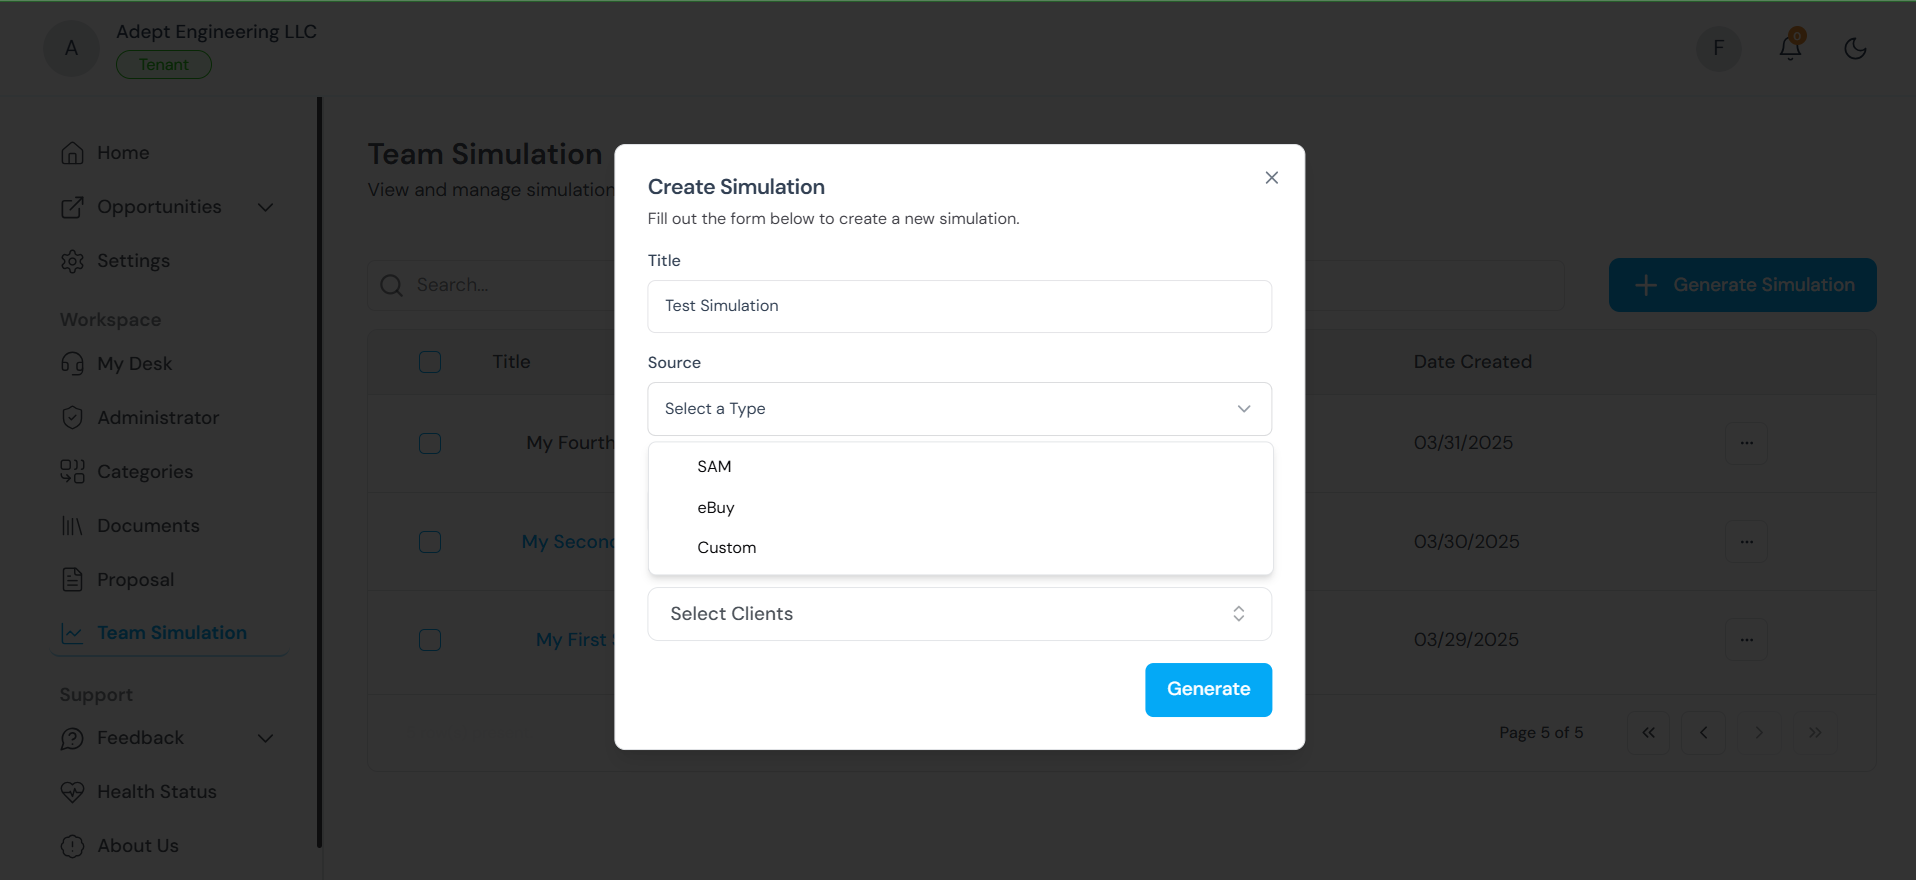 A
Adept Engineering LLC
Tenant
F
0
Home
Opportunities
Settings
Workspace
My Desk
Administrator
Categories
Documents
Proposal
Team Simulation
Support
Feedback
Health Status
About Us
Team Simulation
View and manage simulation
Search...
Generate Simulation
Title
Date Created
My Fourth
03/31/2025
...
My Second
03/30/2025
...
My First
03/29/2025
...
Page 5 of 5
Create Simulation
Fill out the form below to create a new simulation.
Title
Test Simulation
Source
Select a Type
SAM
eBuy
Custom
Select Clients
Generate